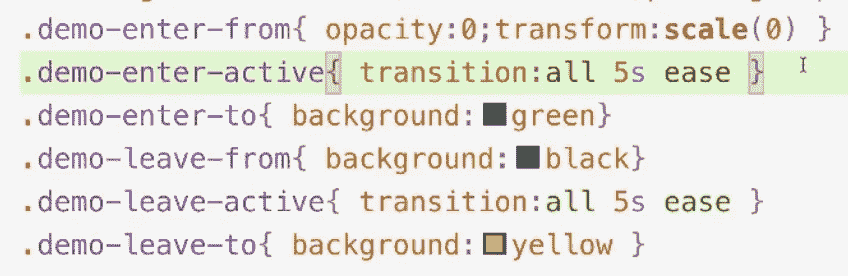 .demo-enter-from{ opacity:0;transform:scale(0) }
.demo-enter-active{ transition:all 5s ease }
.demo-enter-to{ background:green}
.demo-leave-from{ background:black}
.demo-leave-active{ transition:all 5s ease }
.demo-leave-to{ background:yellow }